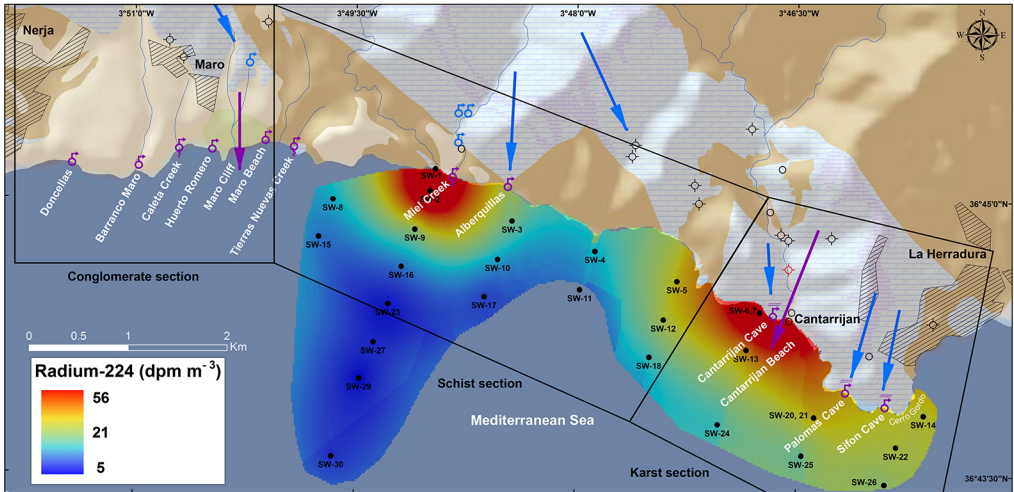 3°51'0"W
3°49'30"W
3°48'0"W
3°46'30"W
Nerja
Maro
N
W
E
S
Doncellas
Barranco Maro
Caleta Creek
Huerto Romero
Maro Cliff
Maro Beach
Tierras Nuevas Creek
SW-1
SW-2
Miel Creek
Alberquillas
SW-8
SW-3
SW-9
SW-15
SW-10
SW-4
SW-16
SW-5
SW-17
SW-11
SW-23
SW-12
SW-27
SW-18
SW-29
SW-30
36°45'0"N
La Herradura
SW-6,7
Cantarrijan
Cantarrijan Cave
Cantarrijan Beach
SW-13
Palomas Cave
Sifon Cave
Cerro Gordo
SW-20, 21
SW-14
SW-24
SW-22
SW-25
SW-26
36°43'30"N
Conglomerate section
Schist section
Mediterranean Sea
Karst section
0
1
2
Km
Radium-224 (dpm m⁻³)
56
21
5